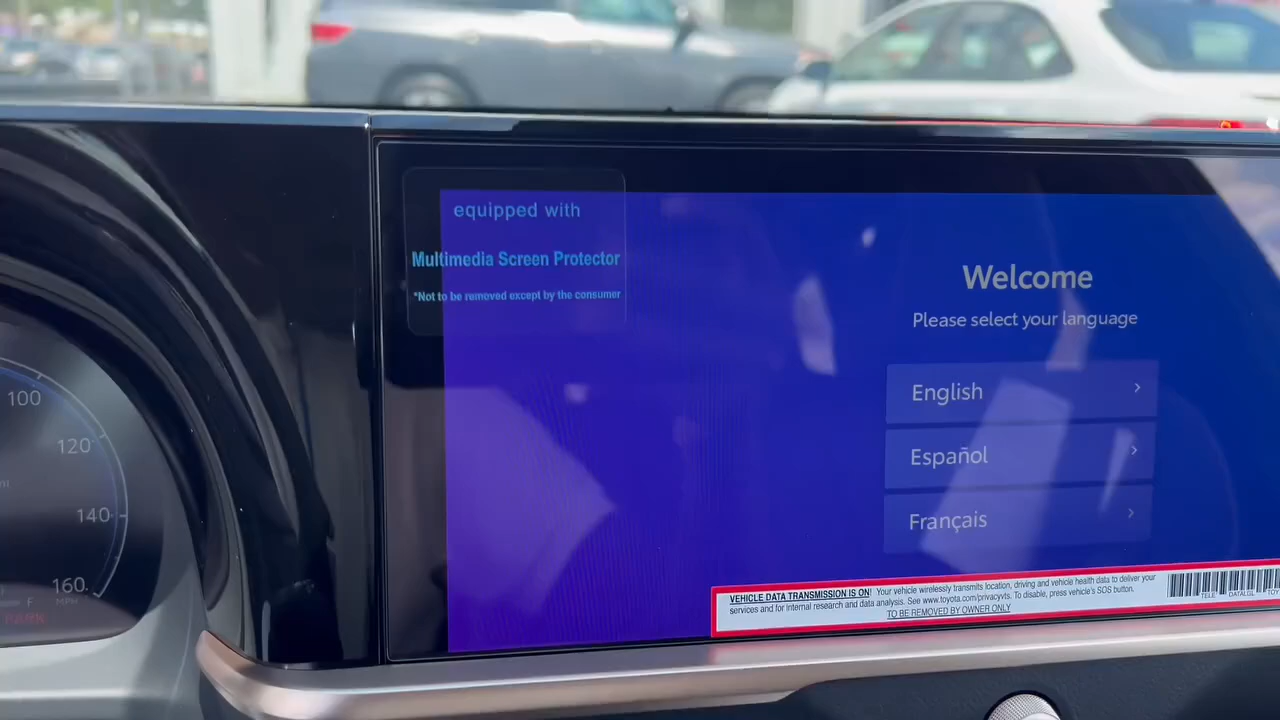 equipped with
Multimedia Screen Protector
*Not to be removed except by the consumer
Welcome
Please select your language
English
Español
Français
100
120
140
160
MPH
F
PARK
VEHICLE DATA TRANSMISSION IS ON! Your vehicle wirelessly transmits location, driving and vehicle health data to deliver your
services and for internal research and data analysis. See www.toyota.com/privacyvts. To disable, press vehicle's SOS button.
TO BE REMOVED BY OWNER ONLY